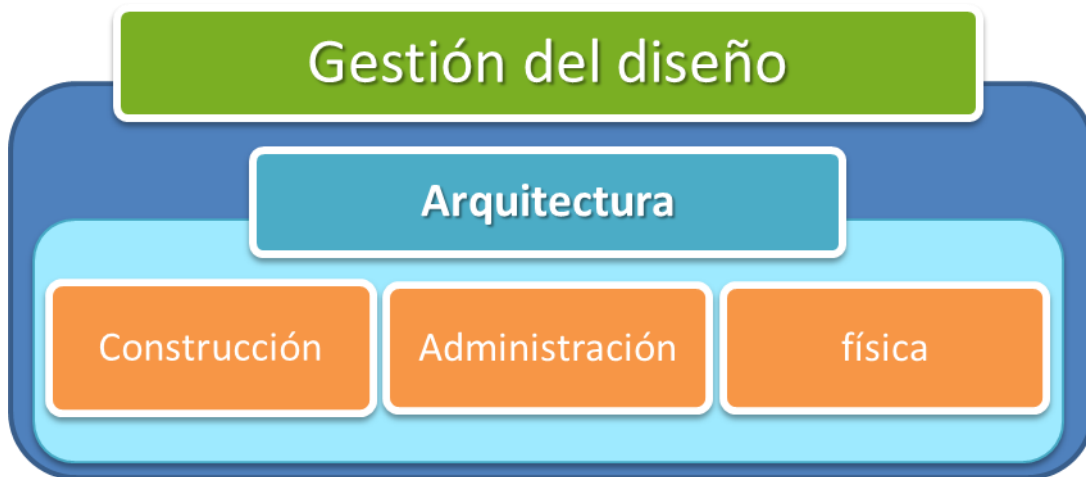 Gestión del diseño
Arquitectura
Construcción
Administración
física